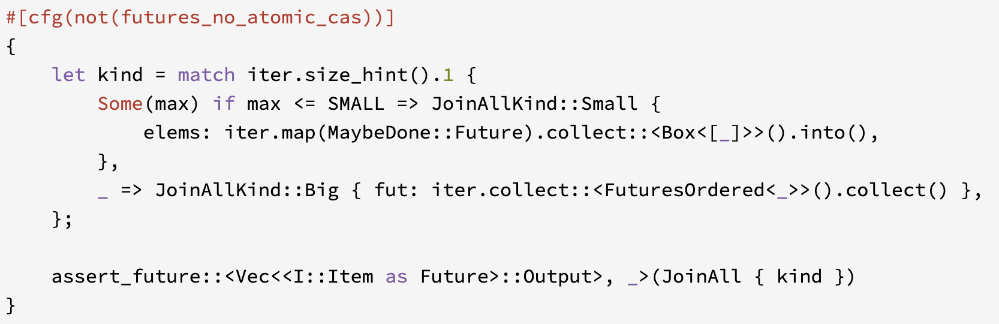 #[cfg(not(futures_no_atomic_cas))]
{
    let kind = match iter.size_hint().1 {
        Some(max) if max <= SMALL => JoinAllKind::Small {
            elems: iter.map(MaybeDone::Future).collect::<Box<[_]>>().into(),
        },
        _ => JoinAllKind::Big { fut: iter.collect::<FuturesOrdered<_>>().collect() },
    };

    assert_future::<Vec<<I::Item as Future>::Output>, _>(JoinAll { kind })
}